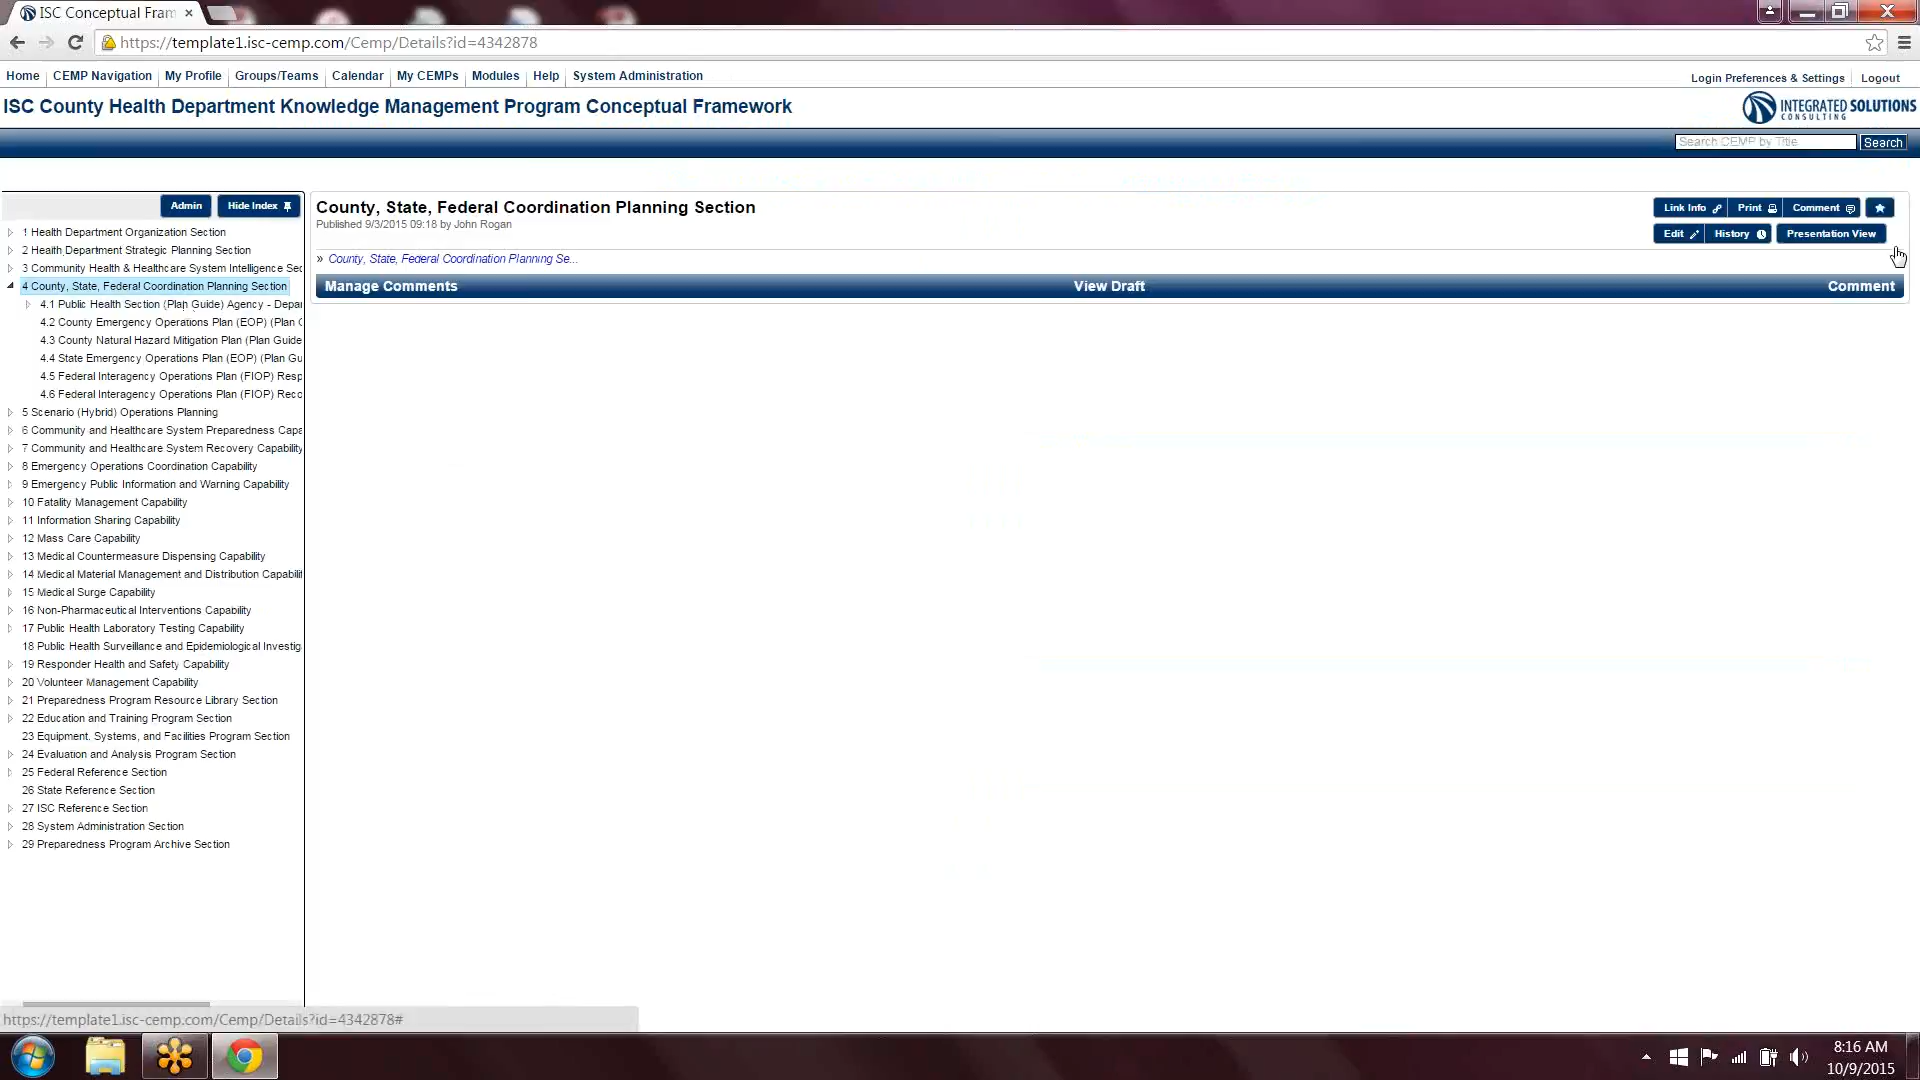 ISC Conceptual Fram
https://template1.isc-cemp.com/Cemp/Details?id=4342878
Home CEMP Navigation My Profile Groups/Teams Calendar My CEMPs Modules Help System Administration
Login Preferences & Settings Logout
ISC County Health Department Knowledge Management Program Conceptual Framework
INTEGRATED SOLUTIONS
CONSULTING
Search CEMP by Title Search
Admin Hide Index
County, State, Federal Coordination Planning Section
Published 9/3/2015 09:18 by John Rogan
Link Info Print Comment
Edit History Presentation View
» County, State, Federal Coordination Planning Se...
Manage Comments View Draft Comment
1 Health Department Organization Section
2 Health Department Strategic Planning Section
3 Community Health & Healthcare System Intelligence Sec
4 County, State, Federal Coordination Planning Section
4.1 Public Health Section (Plan Guide) Agency - Depar
4.2 County Emergency Operations Plan (EOP) (Plan G
4.3 County Natural Hazard Mitigation Plan (Plan Guide
4.4 State Emergency Operations Plan (EOP) (Plan Gu
4.5 Federal Interagency Operations Plan (FIOP) Resp
4.6 Federal Interagency Operations Plan (FIOP) Reco
5 Scenario (Hybrid) Operations Planning
6 Community and Healthcare System Preparedness Capa
7 Community and Healthcare System Recovery Capability
8 Emergency Operations Coordination Capability
9 Emergency Public Information and Warning Capability
10 Fatality Management Capability
11 Information Sharing Capability
12 Mass Care Capability
13 Medical Countermeasure Dispensing Capability
14 Medical Material Management and Distribution Capabilit
15 Medical Surge Capability
16 Non-Pharmaceutical Interventions Capability
17 Public Health Laboratory Testing Capability
18 Public Health Surveillance and Epidemiological Investig
19 Responder Health and Safety Capability
20 Volunteer Management Capability
21 Preparedness Program Resource Library Section
22 Education and Training Program Section
23 Equipment, Systems, and Facilities Program Section
24 Evaluation and Analysis Program Section
25 Federal Reference Section
26 State Reference Section
27 ISC Reference Section
28 System Administration Section
29 Preparedness Program Archive Section
https://template1.isc-cemp.com/Cemp/Details?id=4342878#
8:16 AM
10/9/2015